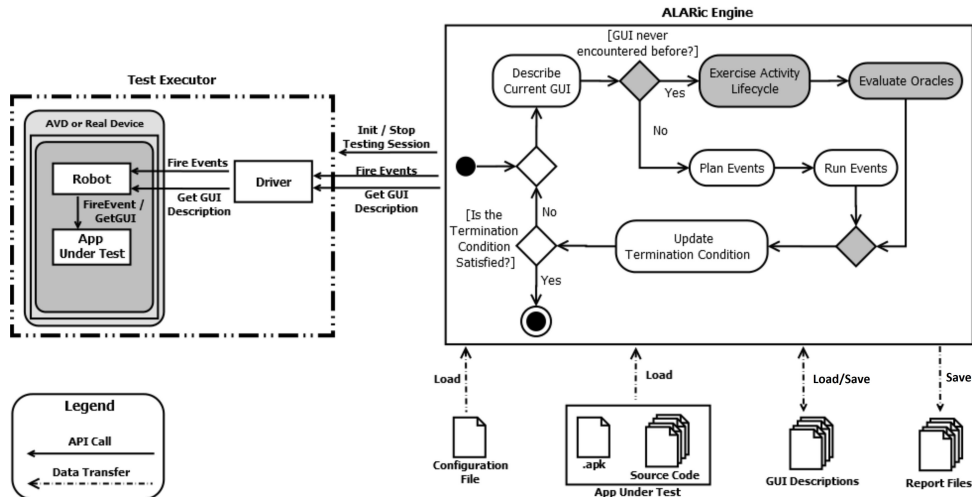 ALARic Engine
[GUI never
encountered before?]
Describe
Current GUI
Yes
Exercise Activity
Lifecycle
Evaluate Oracles
No
Plan Events
Run Events
[Is the
Termination
Condition
Satisfied?]
No
Yes
Update
Termination Condition
Test Executor
AVD or Real Device
Robot
FireEvent /
GetGUI
App
Under Test
Fire Events
Get GUI
Description
Driver
Init / Stop
Testing Session
Fire Events
Get GUI
Description
Load
Load
Load/Save
Save
Configuration
File
.apk
Source Code
App Under Test
GUI Descriptions
Report Files
Legend
API Call
Data Transfer